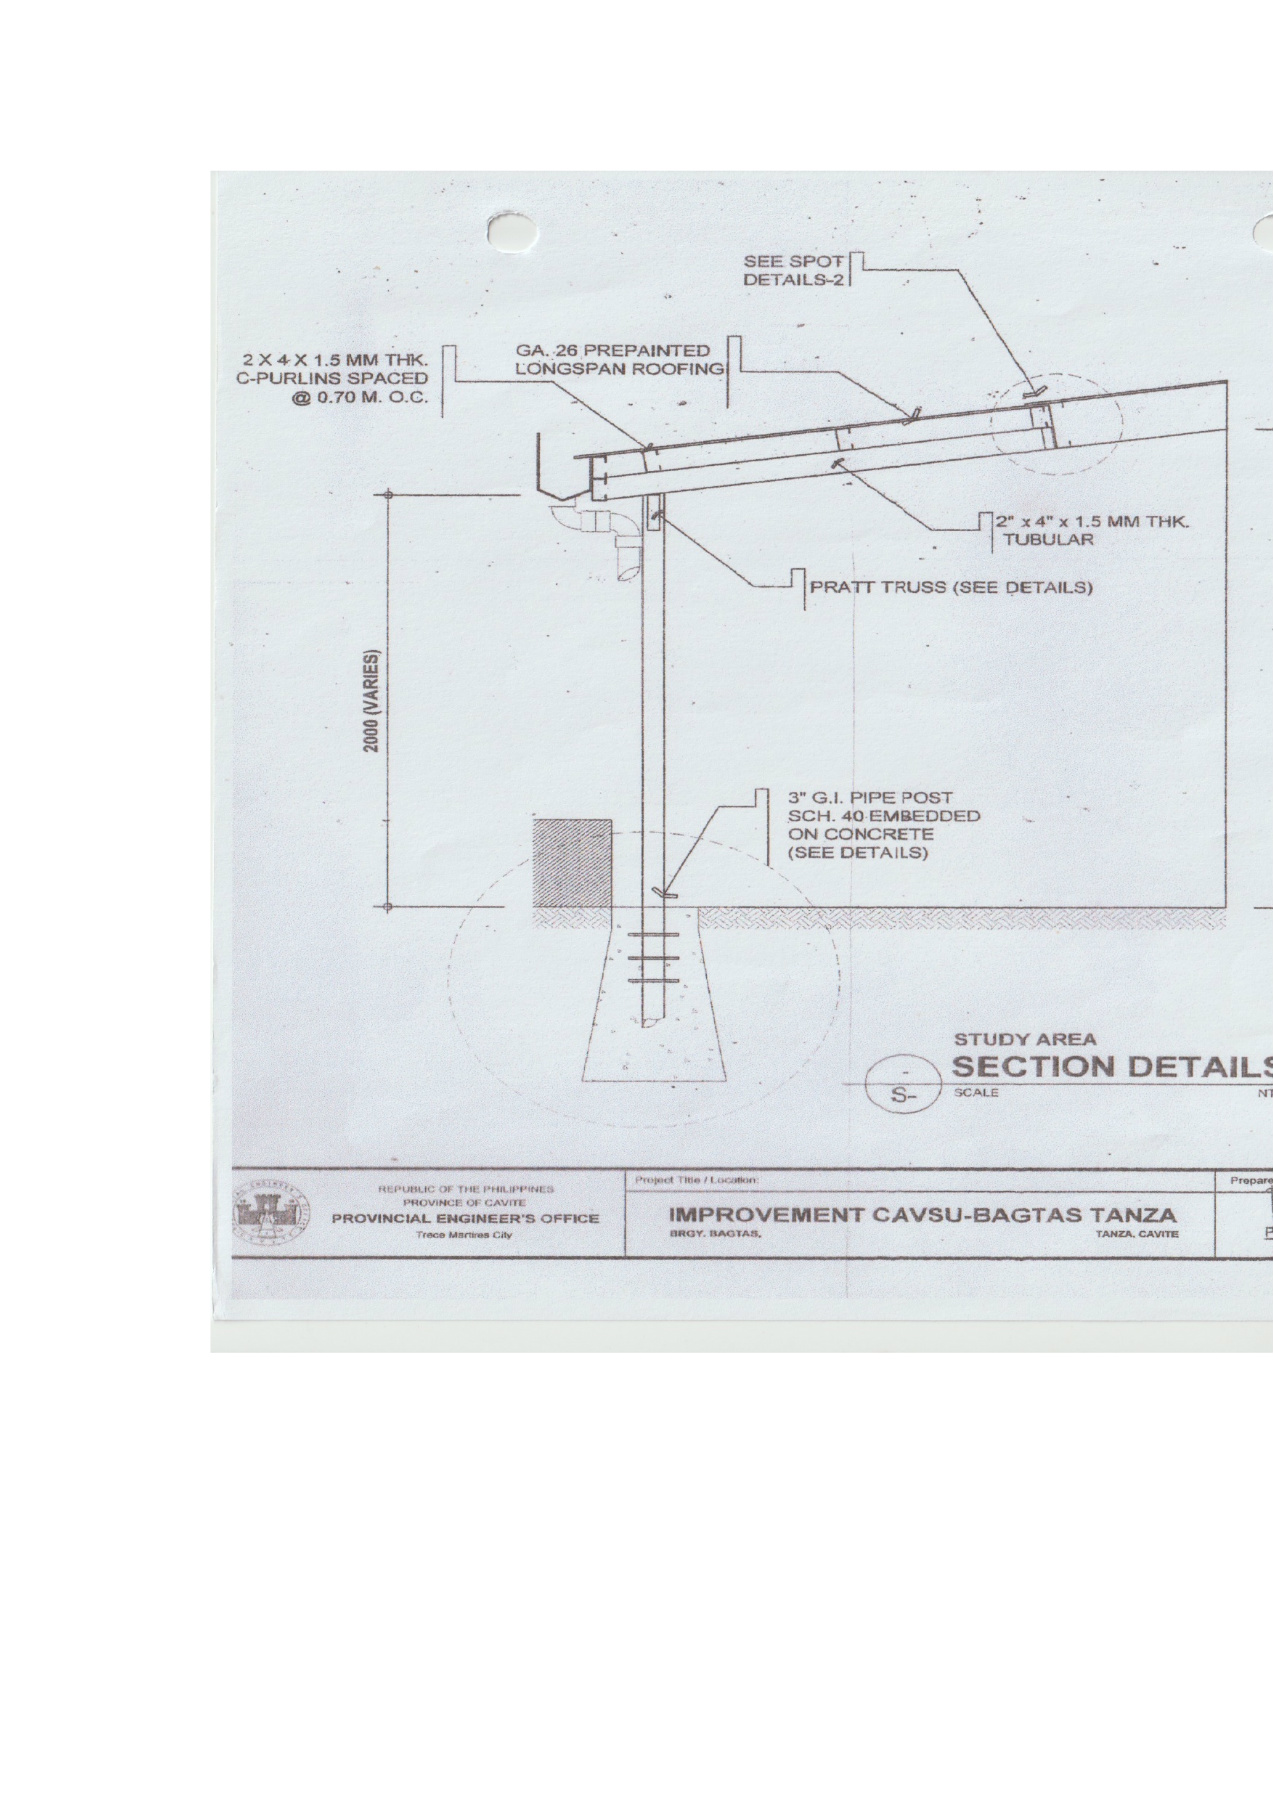 SEE SPOT
DETAILS-2
2 X 4 X 1.5 MM THK.
C-PURLINS SPACED
@ 0.70 M. O.C.
GA. 26 PREPAINTED
LONGSPAN ROOFING
2" x 4" x 1.5 MM THK.
TUBULAR
PRATT TRUSS (SEE DETAILS)
2000 (VARIES)
3" G.I. PIPE POST
SCH. 40 EMBEDDED
ON CONCRETE
(SEE DETAILS)
STUDY AREA
SECTION DETAILS
-
S-
SCALE
NT
REPUBLIC OF THE PHILIPPINES
PROVINCE OF CAVITE
PROVINCIAL ENGINEER'S OFFICE
Trece Martires City
Project Title / Location:
IMPROVEMENT CAVSU-BAGTAS TANZA
BRGY. BAGTAS,
TANZA, CAVITE
Prepare
P